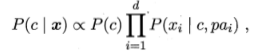 P(c | x) ∝ P(c) ∏_{i=1}^{d} P(x_i | c, pa_i) ,